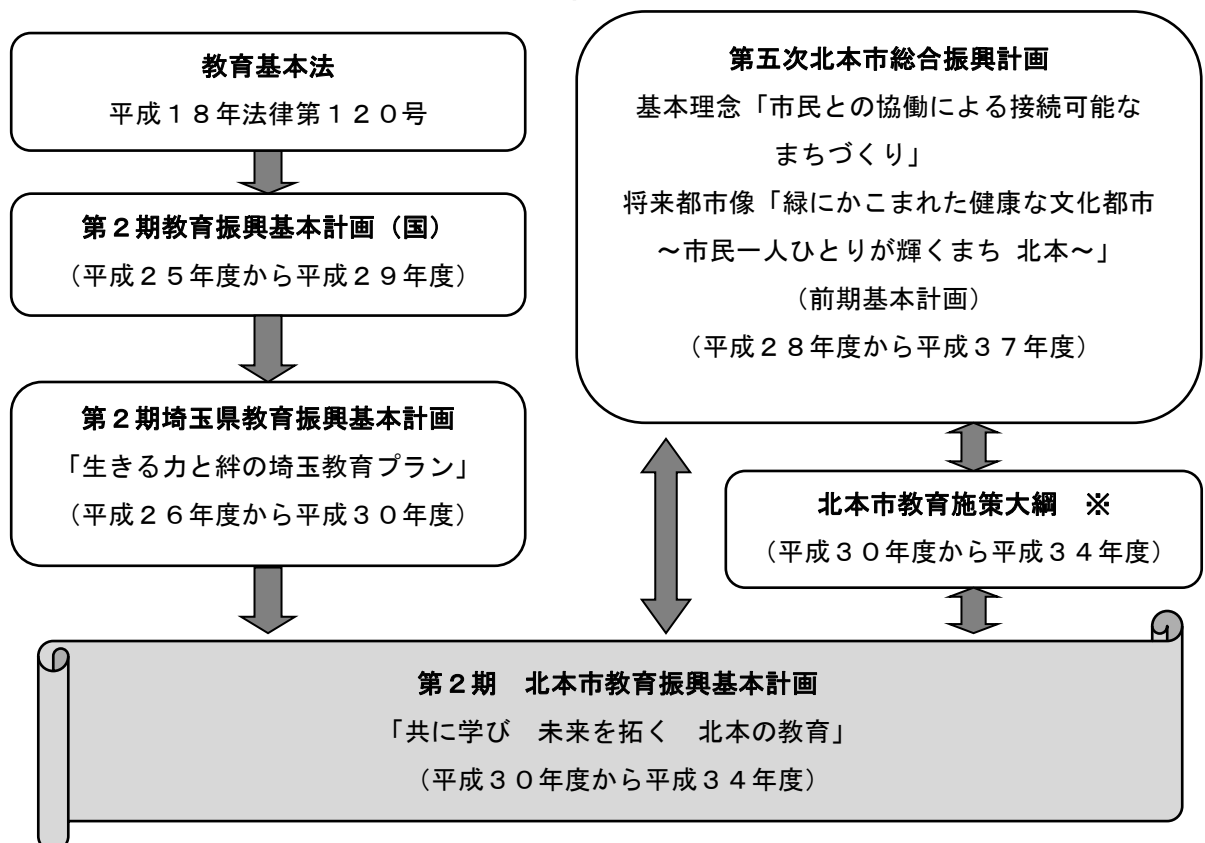 教育基本法
平成１８年法律第１２０号
第２期教育振興基本計画（国）
（平成２５年度から平成２９年度）
第２期埼玉県教育振興基本計画
「生きる力と絆の埼玉教育プラン」
（平成２６年度から平成３０年度）
第五次北本市総合振興計画
基本理念「市民との協働による接続可能な
まちづくり」
将来都市像「緑にかこまれた健康な文化都市
～市民一人ひとりが輝くまち 北本～」
（前期基本計画）
（平成２８年度から平成３７年度）
北本市教育施策大綱　※
（平成３０年度から平成３４年度）
第２期　北本市教育振興基本計画
「共に学び　未来を拓く　北本の教育」
（平成３０年度から平成３４年度）